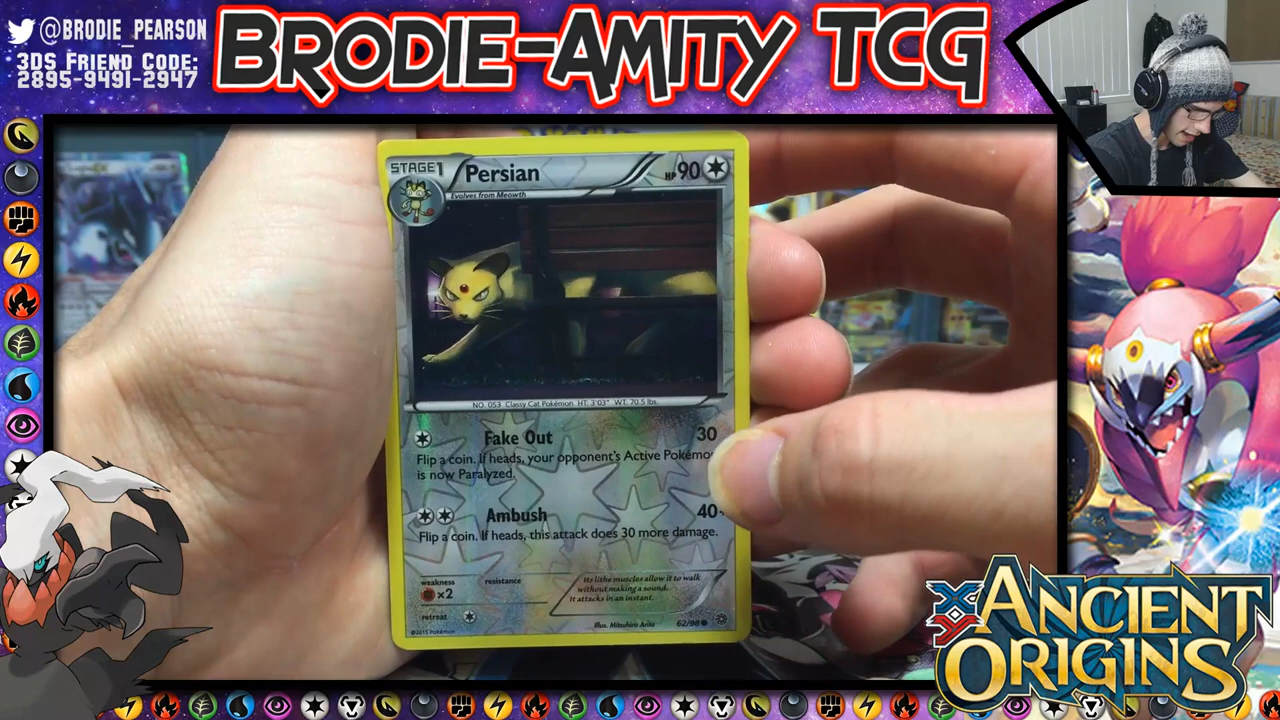 @BRODIE_PEARSON
3DS FRIEND CODE:
2895-9491-2947
BRODIE-AMITY TCG
STAGE1
Persian
HP90
Evolves from Meowth
NO. 053 Classy Cat Pokémon HT. 3'03" WT. 70.5 lbs.
Fake Out 30
Flip a coin. If heads, your opponent's Active
is now Paralyzed.
Ambush 40
Flip a coin. If heads, this attack does 30 more damage.
weakness resistance
×2
Its lithe muscles allow it to walk
without making a sound.
It attacks in an instant.
retreat
©2015 Pokémon
Illus. Mitsuhiro Arita
62/98
XY
ANCIENT
ORIGINS